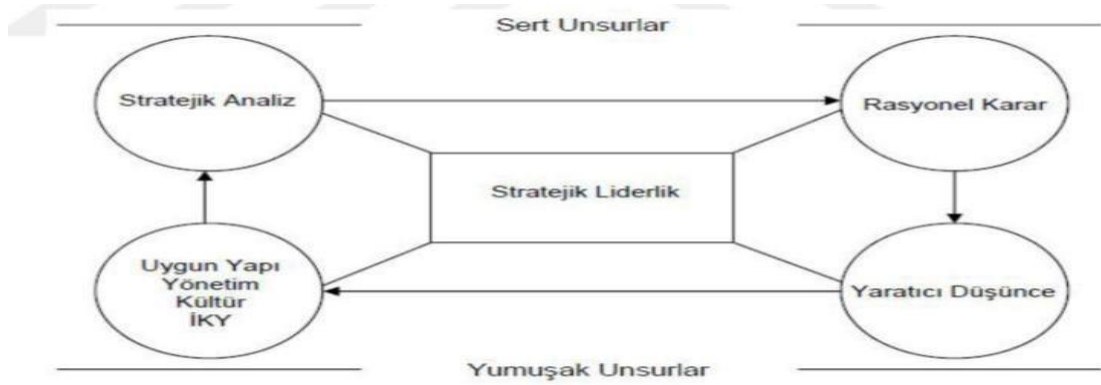 Sert Unsurlar
Stratejik Analiz
Rasyonel Karar
Stratejik Liderlik
Uygun Yapı
Yönetim
Kültür
İKY
Yaratıcı Düşünce
Yumuşak Unsurlar